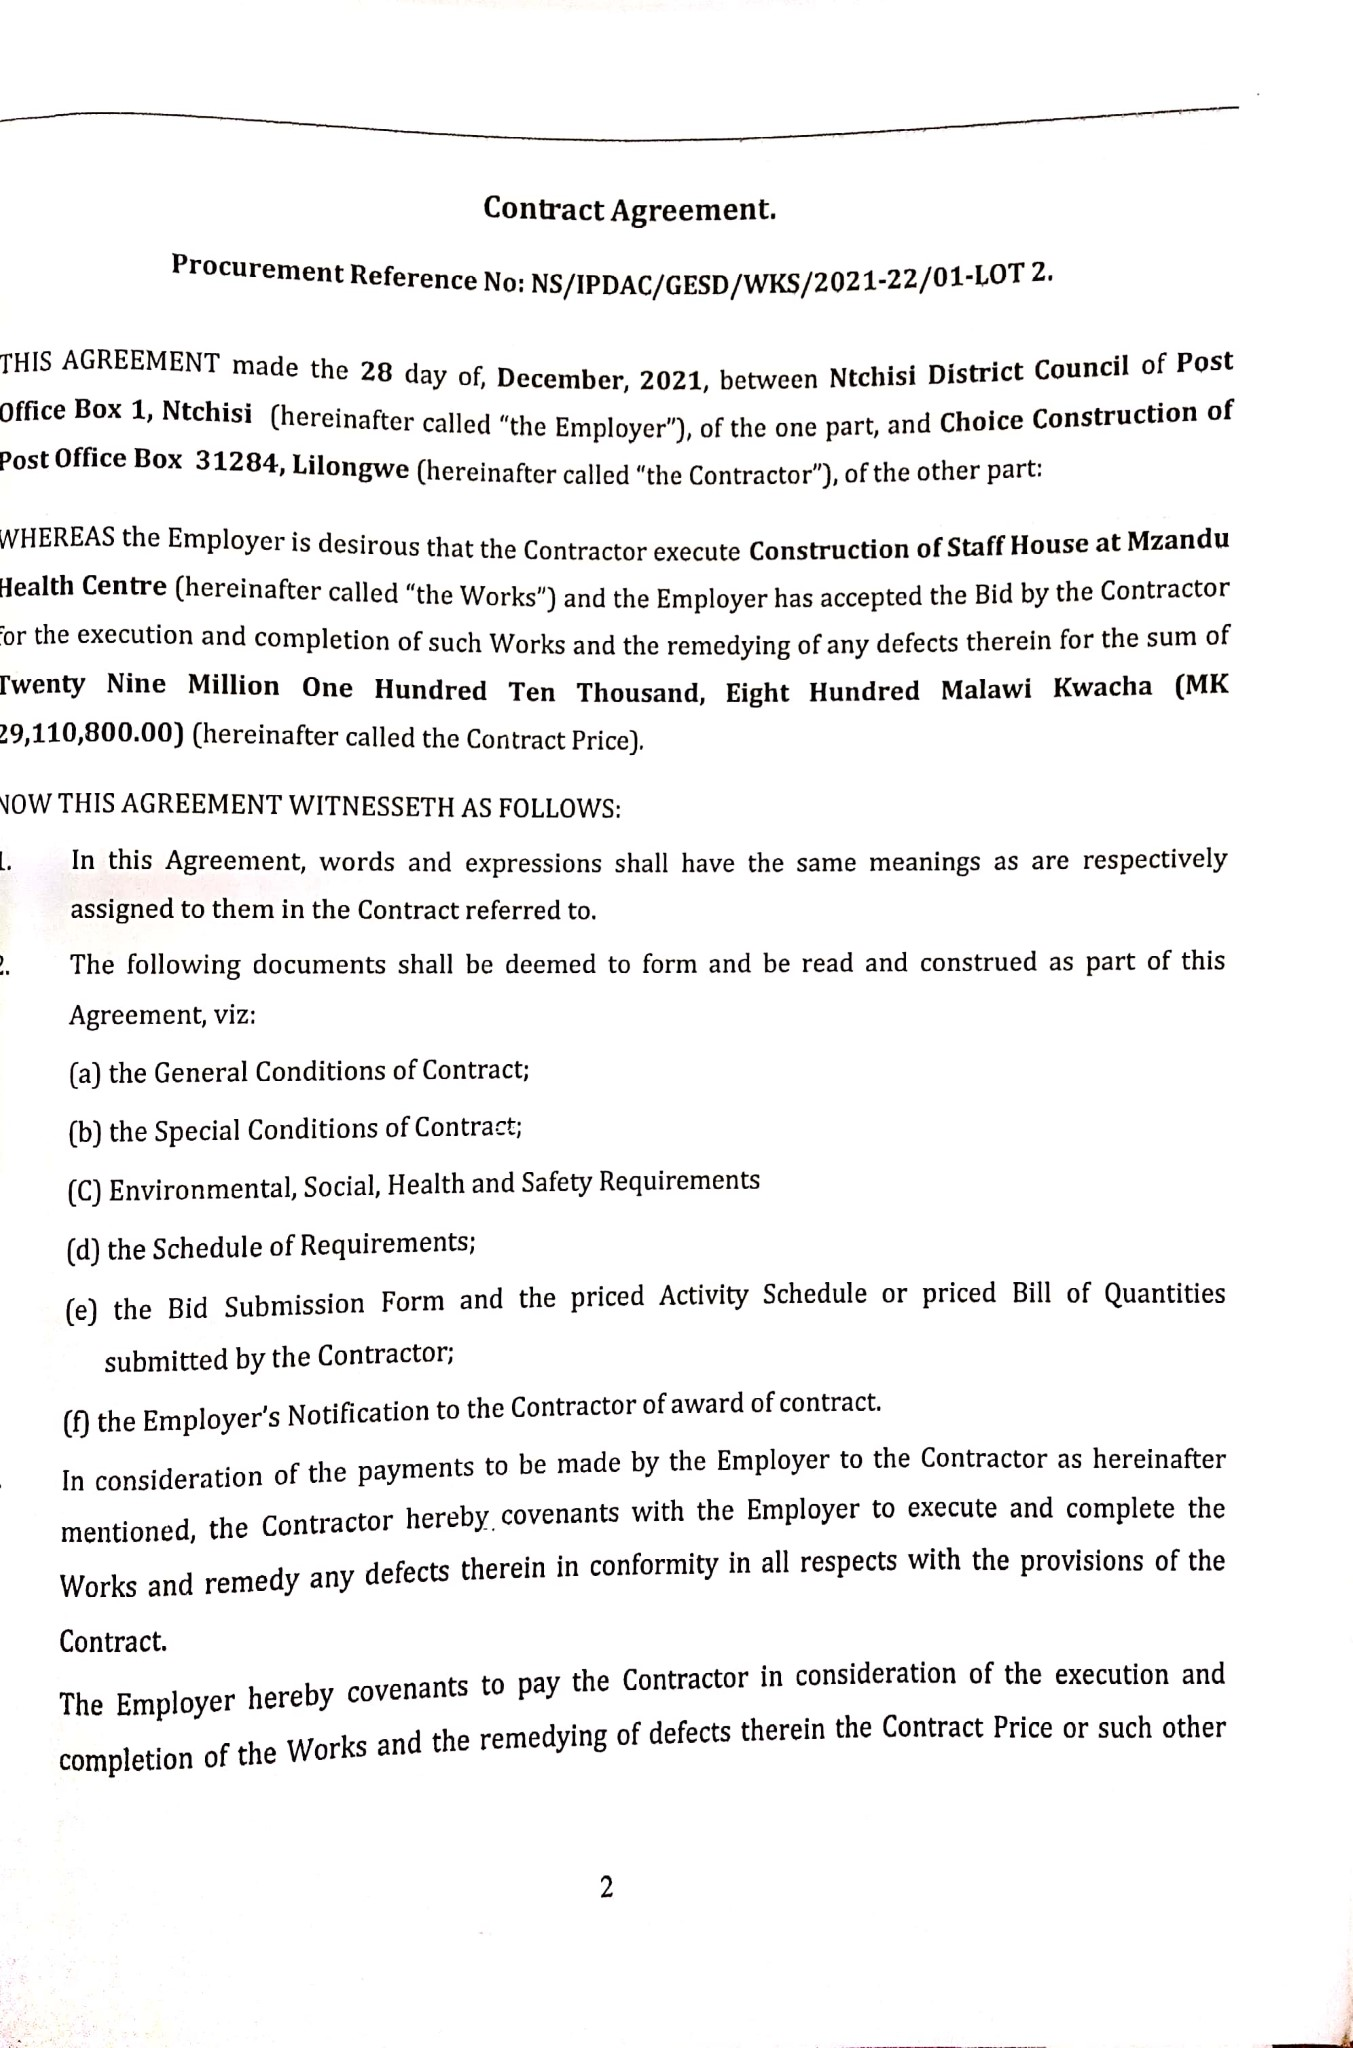 Contract Agreement.
Procurement Reference No: NS/IPDAC/GESD/WKS/2021-22/01-LOT 2.
THIS AGREEMENT made the 28 day of, December, 2021, between Ntchisi District Council of Post
Office Box 1, Ntchisi (hereinafter called “the Employer”), of the one part, and Choice Construction of
Post Office Box 31284, Lilongwe (hereinafter called “the Contractor”), of the other part:
WHEREAS the Employer is desirous that the Contractor execute Construction of Staff House at Mzandu
Health Centre (hereinafter called “the Works”) and the Employer has accepted the Bid by the Contractor
for the execution and completion of such Works and the remedying of any defects therein for the sum of
Twenty Nine Million One Hundred Ten Thousand, Eight Hundred Malawi Kwacha (MK
29,110,800.00) (hereinafter called the Contract Price).
NOW THIS AGREEMENT WITNESSETH AS FOLLOWS:
1. In this Agreement, words and expressions shall have the same meanings as are respectively
assigned to them in the Contract referred to.
2. The following documents shall be deemed to form and be read and construed as part of this
Agreement, viz:
(a) the General Conditions of Contract;
(b) the Special Conditions of Contract;
(C) Environmental, Social, Health and Safety Requirements
(d) the Schedule of Requirements;
(e) the Bid Submission Form and the priced Activity Schedule or priced Bill of Quantities
submitted by the Contractor;
(f) the Employer’s Notification to the Contractor of award of contract.
In consideration of the payments to be made by the Employer to the Contractor as hereinafter
mentioned, the Contractor hereby covenants with the Employer to execute and complete the
Works and remedy any defects therein in conformity in all respects with the provisions of the
Contract.
The Employer hereby covenants to pay the Contractor in consideration of the execution and
completion of the Works and the remedying of defects therein the Contract Price or such other
2